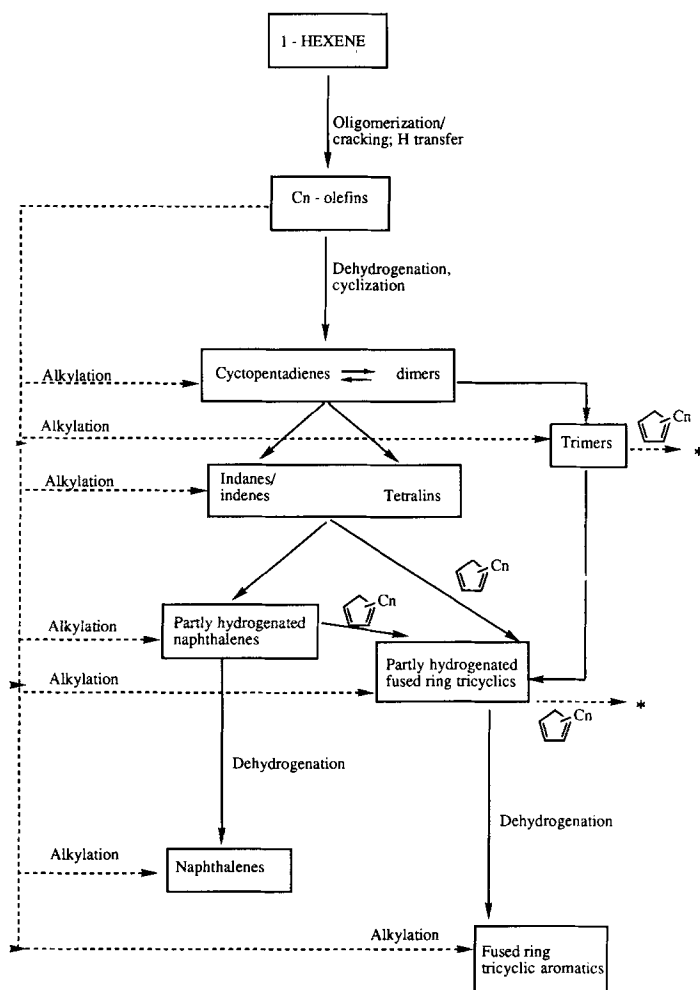 1 - HEXENE
Oligomerization/
cracking; H transfer
Cn - olefins
Dehydrogenation,
cyclization
Alkylation
Cyctopentadienes
dimers
Alkylation
Cn
Trimers
*
Alkylation
Indanes/
indenes
Tetralins
Cn
Cn
Alkylation
Partly hydrogenated
naphthalenes
Partly hydrogenated
fused ring tricyclics
Alkylation
*
Cn
Dehydrogenation
Dehydrogenation
Alkylation
Naphthalenes
Alkylation
Fused ring
tricyclic aromatics